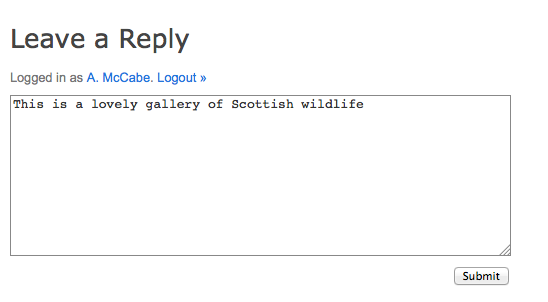 Leave a Reply
Logged in as A. McCabe. Logout »
This is a lovely gallery of Scottish wildlife
Submit